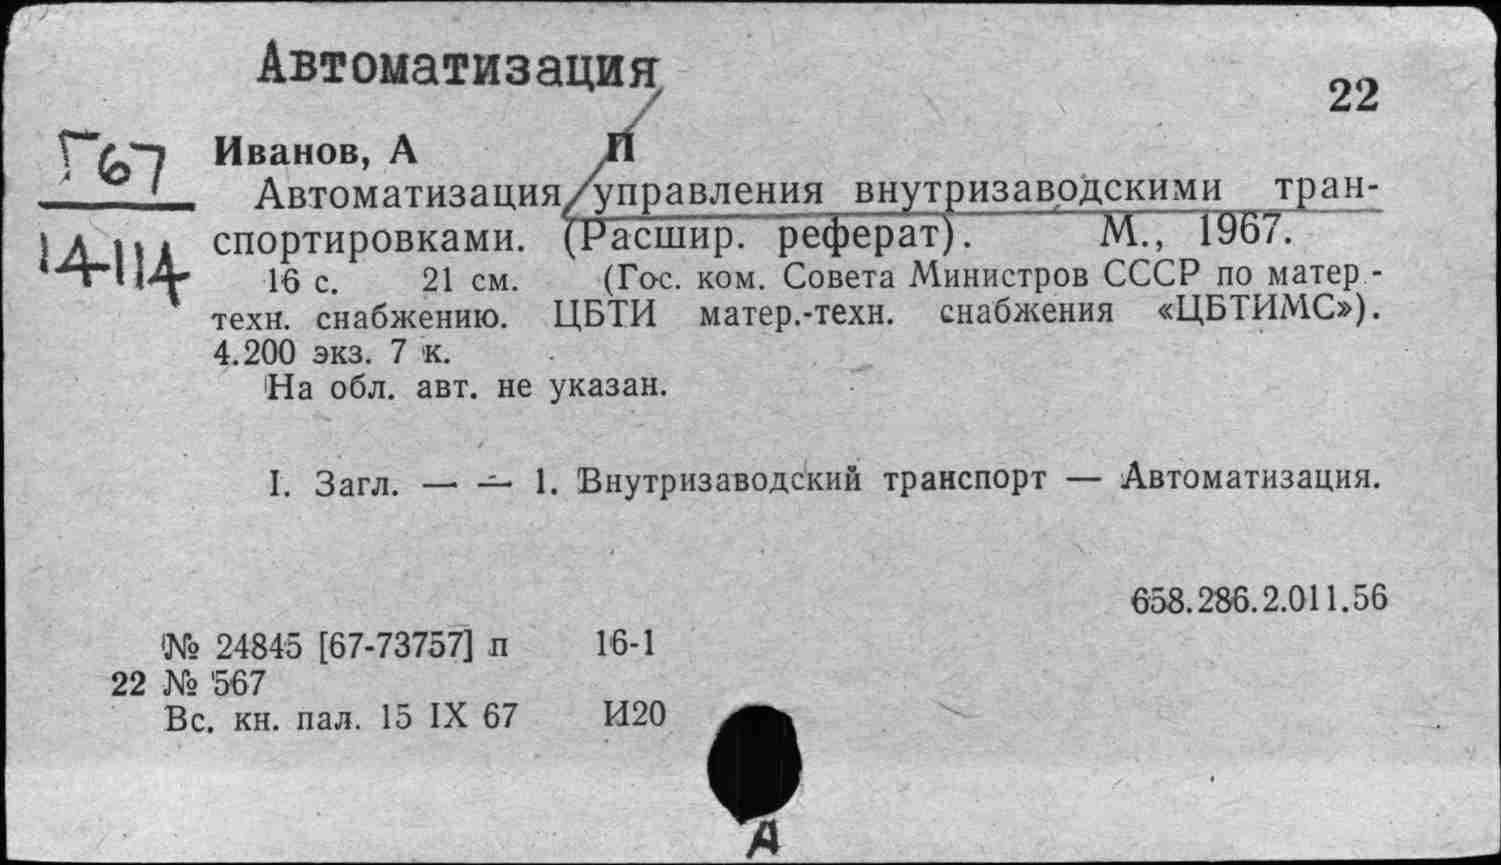 Автоматизация
22
Г67
14-114
Иванов, А П
Автоматизация управления внутризаводскими тран-
спортировками. (Расшир. реферат). М., 1967.
16 с. 21 см. (Гос. ком. Совета Министров СССР по матер.-
техн. снабжению. ЦБТИ матер.-техн. снабжения «ЦБТИМС»).
4.200 экз. 7 к.
На обл. авт. не указан.
I. Загл. — — 1. Внутризаводский транспорт — Автоматизация.
658.286.2.011.56
№ 24845 [67-73757] п 16-1
22 № 567
Вс. кн. пал. 15 IX 67 И20
А